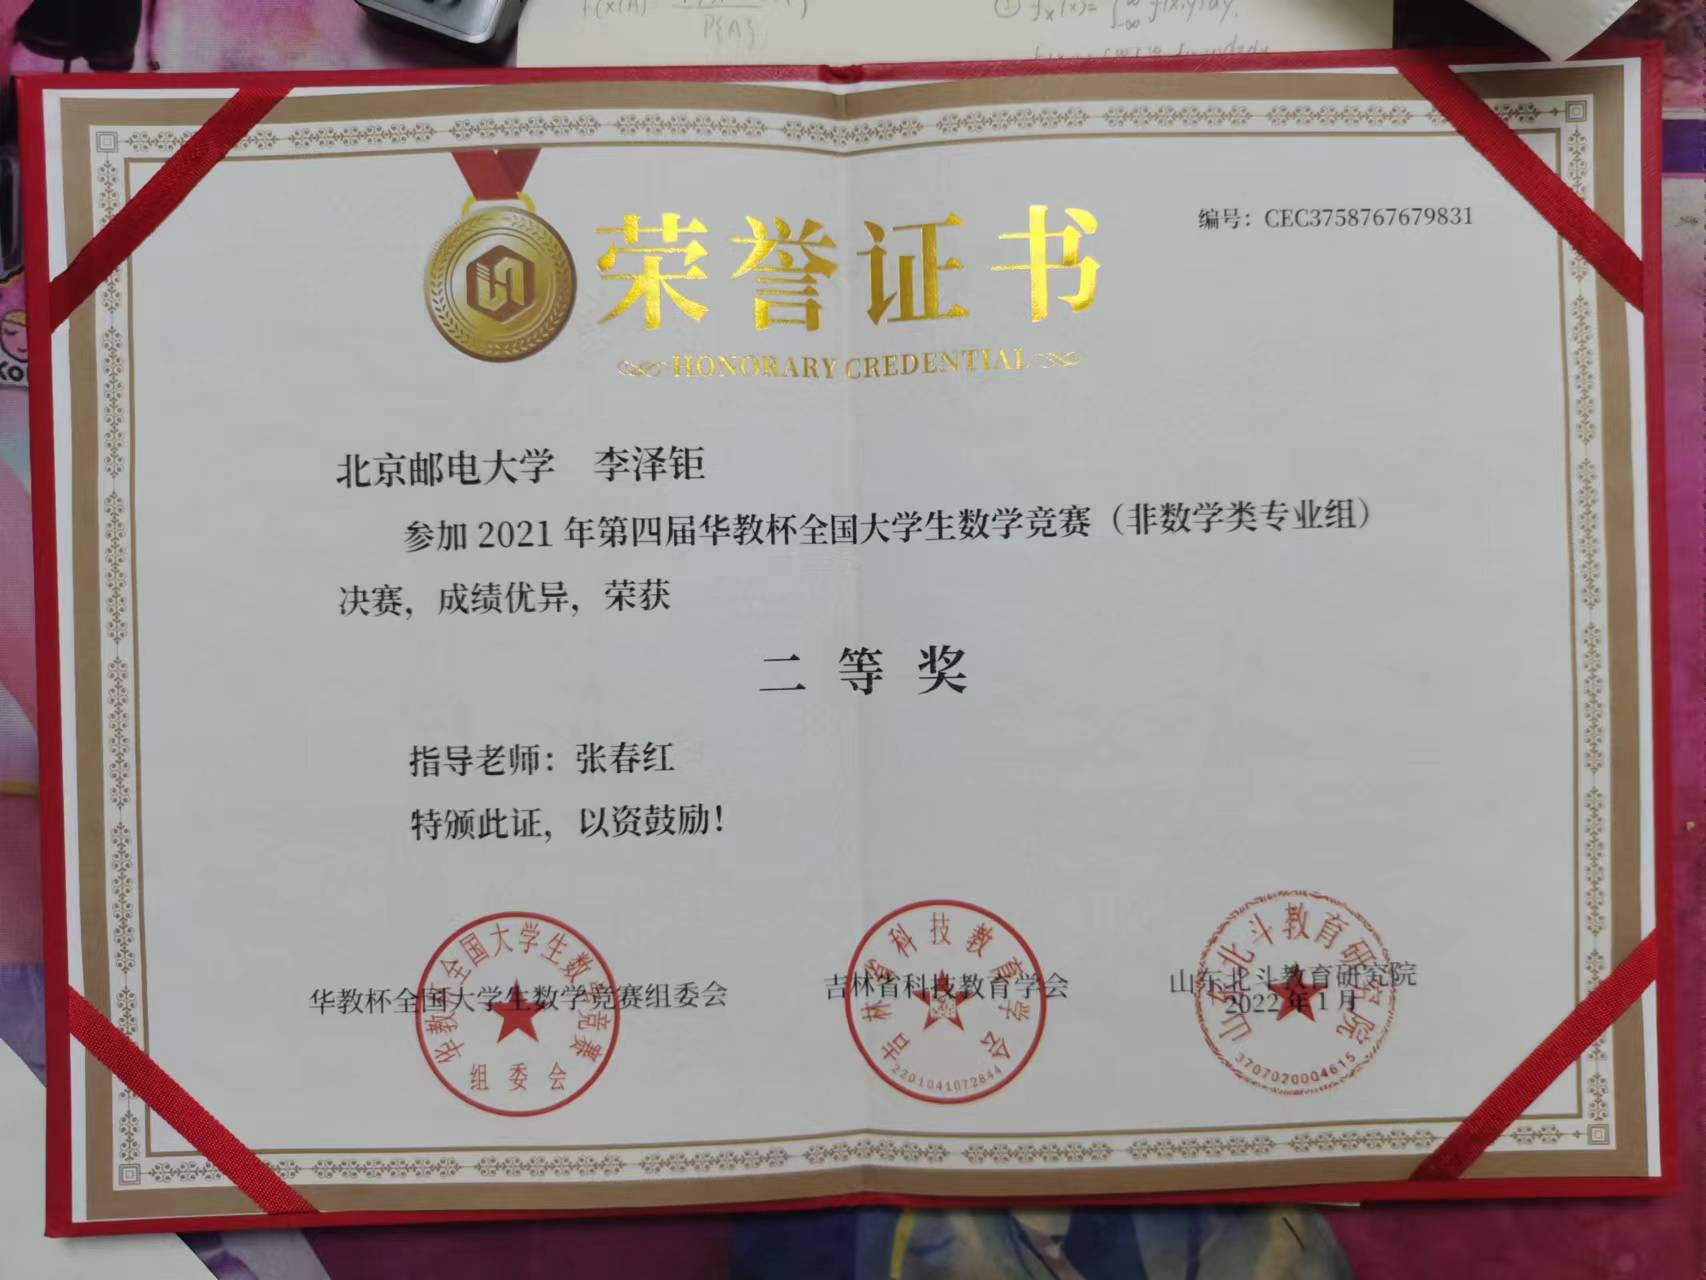 f(x|A)
P{A}
② fx(x)= ∫ f(x,y)dy.
编号：CEC3758767679831
荣誉证书
HONORARY CREDENTIAL
北京邮电大学 李泽钜
参加 2021 年第四届华教杯全国大学生数学竞赛（非数学类专业组）
决赛，成绩优异，荣获
二 等 奖
指导老师：张春红
特颁此证，以资鼓励！
华教杯全国大学生数学竞赛组委会
吉林省科技教育学会
山东北斗教育研究院
2022 年 1 月
华教杯全国大学生数学竞赛
组 委 会
吉林省科技教育学会
2201041072844
山东北斗教育研究院
3707020004615